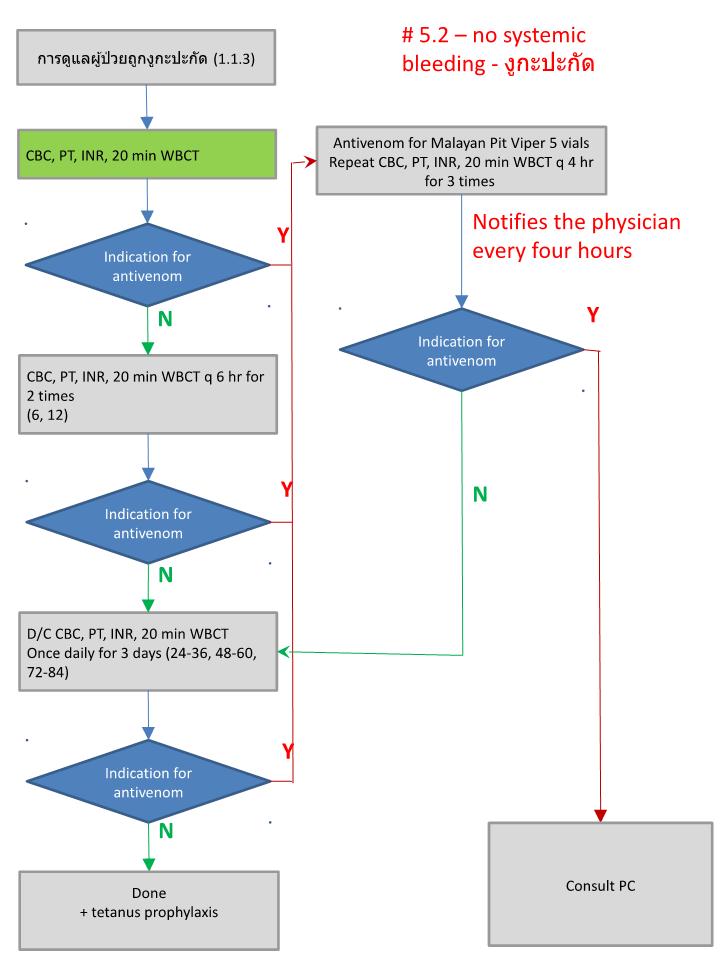 # 5.2 – no systemic
bleeding - งูกะปะกัด
การดูแลผู้ป่วยถูกงูกะปะกัด (1.1.3)
CBC, PT, INR, 20 min WBCT
Indication for
antivenom
Y
N
CBC, PT, INR, 20 min WBCT q 6 hr for
2 times
(6, 12)
Indication for
antivenom
Y
N
D/C CBC, PT, INR, 20 min WBCT
Once daily for 3 days (24-36, 48-60,
72-84)
Indication for
antivenom
Y
N
Done
+ tetanus prophylaxis
Antivenom for Malayan Pit Viper 5 vials
Repeat CBC, PT, INR, 20 min WBCT q 4 hr
for 3 times
Notifies the physician
every four hours
Indication for
antivenom
Y
N
Consult PC